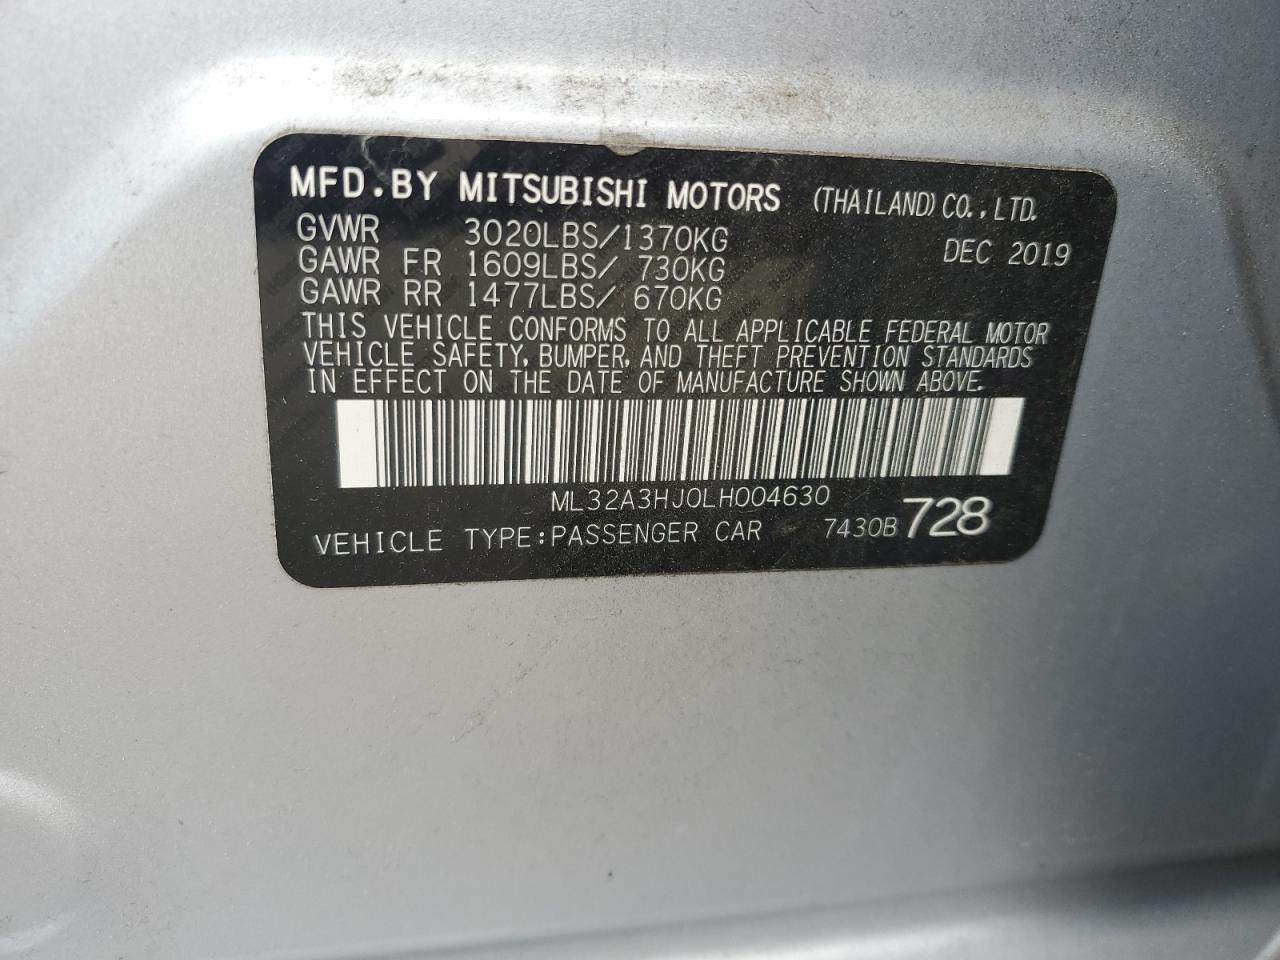 MFD.BY MITSUBISHI MOTORS (THAILAND) CO.,LTD.
GVWR 3020LBS/1370KG DEC 2019
GAWR FR 1609LBS/ 730KG
GAWR RR 1477LBS/ 670KG
THIS VEHICLE CONFORMS TO ALL APPLICABLE FEDERAL MOTOR
VEHICLE SAFETY, BUMPER, AND THEFT PREVENTION STANDARDS
IN EFFECT ON THE DATE OF MANUFACTURE SHOWN ABOVE.
ML32A3HJ0LH004630
VEHICLE TYPE:PASSENGER CAR 7430B 728